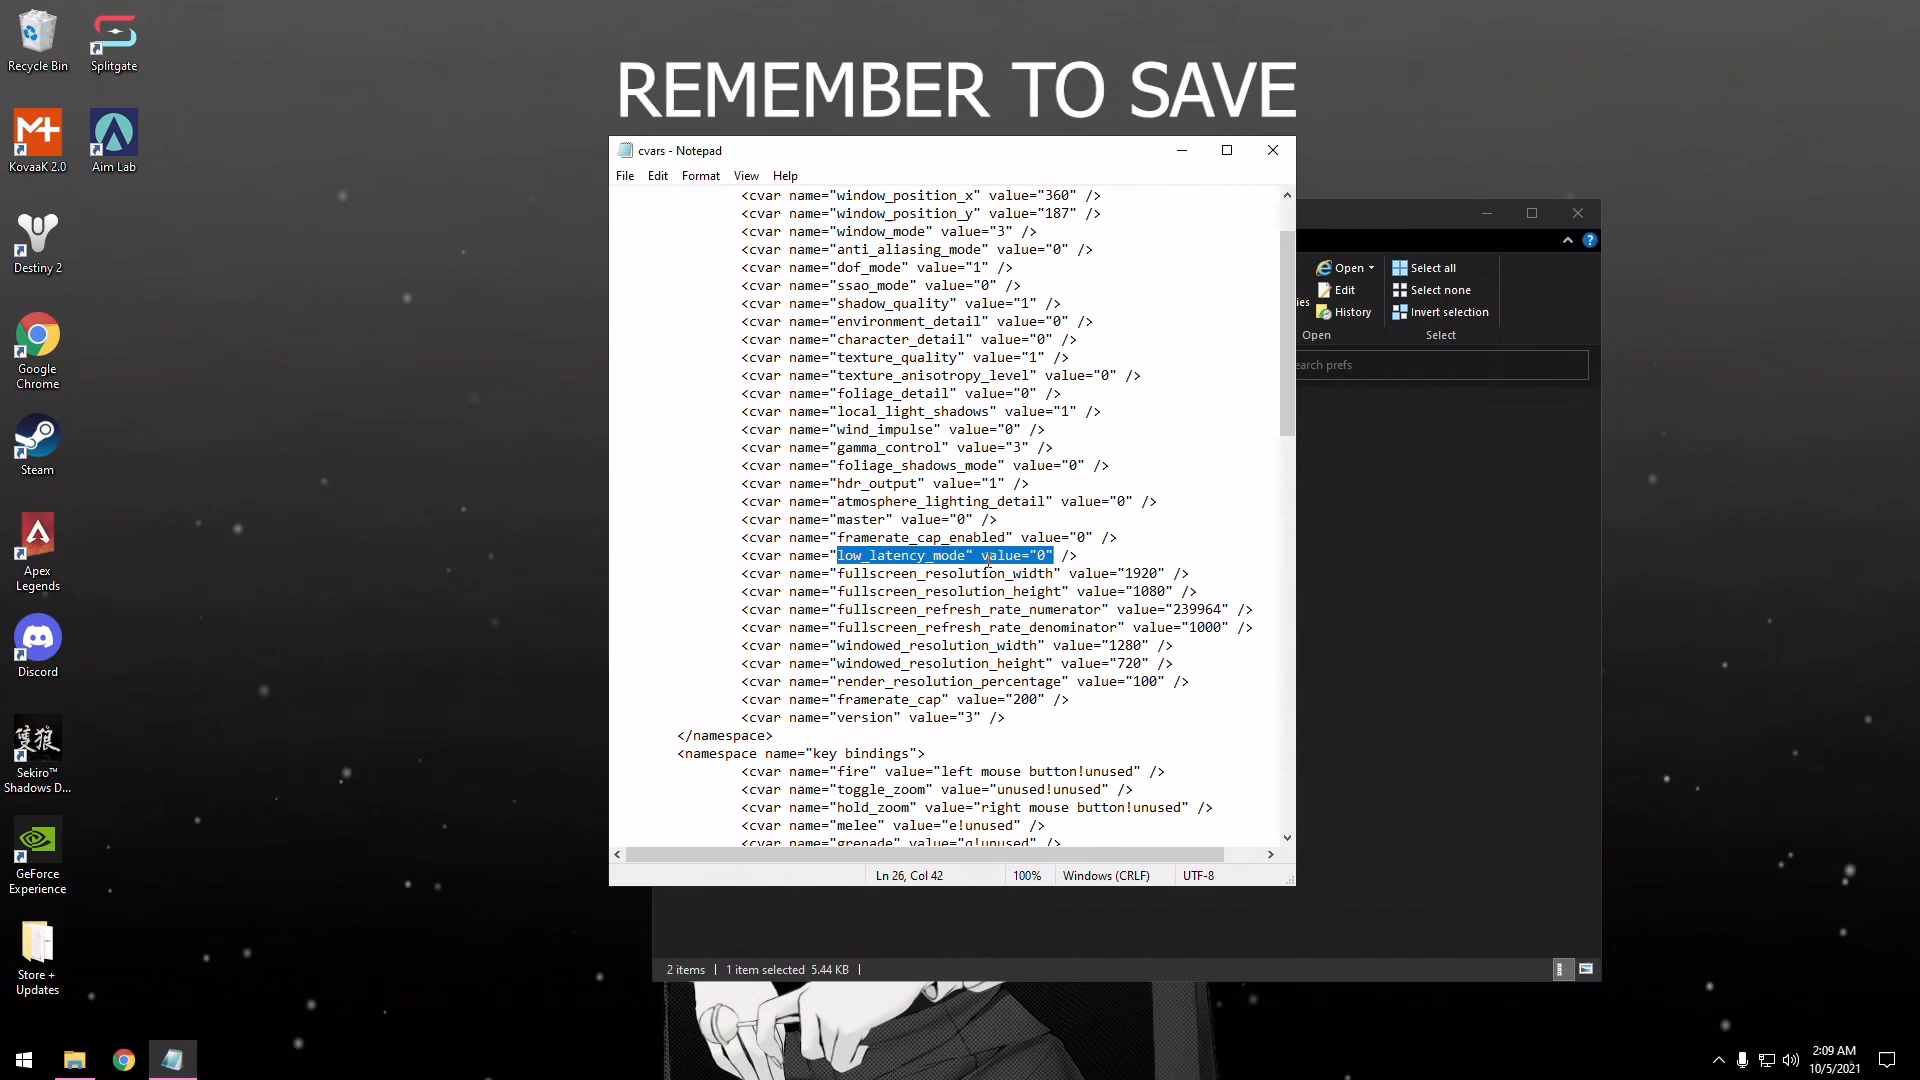 Recycle Bin
Splitgate
KovaaK 2.0
Aim Lab
Destiny 2
Google
Chrome
Steam
Apex
Legends
Discord
隻狼
Sekiro™
Shadows D...
GeForce
Experience
Store +
Updates
REMEMBER TO SAVE
cvars - Notepad
File Edit Format View Help
<cvar name="window_position_x" value="360" />
<cvar name="window_position_y" value="187" />
<cvar name="window_mode" value="3" />
<cvar name="anti_aliasing_mode" value="0" />
<cvar name="dof_mode" value="1" />
<cvar name="ssao_mode" value="0" />
<cvar name="shadow_quality" value="1" />
<cvar name="environment_detail" value="0" />
<cvar name="character_detail" value="0" />
<cvar name="texture_quality" value="1" />
<cvar name="texture_anisotropy_level" value="0" />
<cvar name="foliage_detail" value="0" />
<cvar name="local_light_shadows" value="1" />
<cvar name="wind_impulse" value="0" />
<cvar name="gamma_control" value="3" />
<cvar name="foliage_shadows_mode" value="0" />
<cvar name="hdr_output" value="1" />
<cvar name="atmosphere_lighting_detail" value="0" />
<cvar name="master" value="0" />
<cvar name="framerate_cap_enabled" value="0" />
<cvar name="low_latency_mode" value="0" />
<cvar name="fullscreen_resolution_width" value="1920" />
<cvar name="fullscreen_resolution_height" value="1080" />
<cvar name="fullscreen_refresh_rate_numerator" value="239964" />
<cvar name="fullscreen_refresh_rate_denominator" value="1000" />
<cvar name="windowed_resolution_width" value="1280" />
<cvar name="windowed_resolution_height" value="720" />
<cvar name="render_resolution_percentage" value="100" />
<cvar name="framerate_cap" value="200" />
<cvar name="version" value="3" />
</namespace>
<namespace name="key bindings">
<cvar name="fire" value="left mouse button!unused" />
<cvar name="toggle_zoom" value="unused!unused" />
<cvar name="hold_zoom" value="right mouse button!unused" />
<cvar name="melee" value="e!unused" />
<cvar name="grenade" value="q!unused" />
Ln 26, Col 42 100% Windows (CRLF) UTF-8
Open Select all
Edit Select none
ies History Invert selection
Open Select
earch prefs
2 items 1 item selected 5.44 KB
2:09 AM
10/5/2021